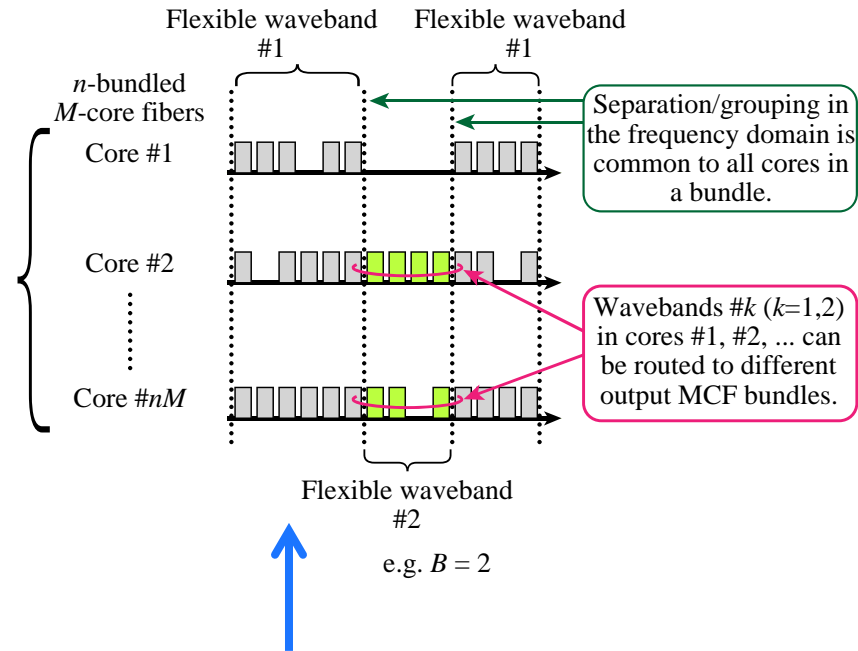 Flexible waveband
#1
Flexible waveband
#1
n-bundled
M-core fibers
Separation/grouping in
the frequency domain is
common to all cores in
a bundle.
Core #1
Core #2
Wavebands #k (k=1,2)
in cores #1, #2, ... can
be routed to different
output MCF bundles.
Core #nM
Flexible waveband
#2
e.g. B = 2